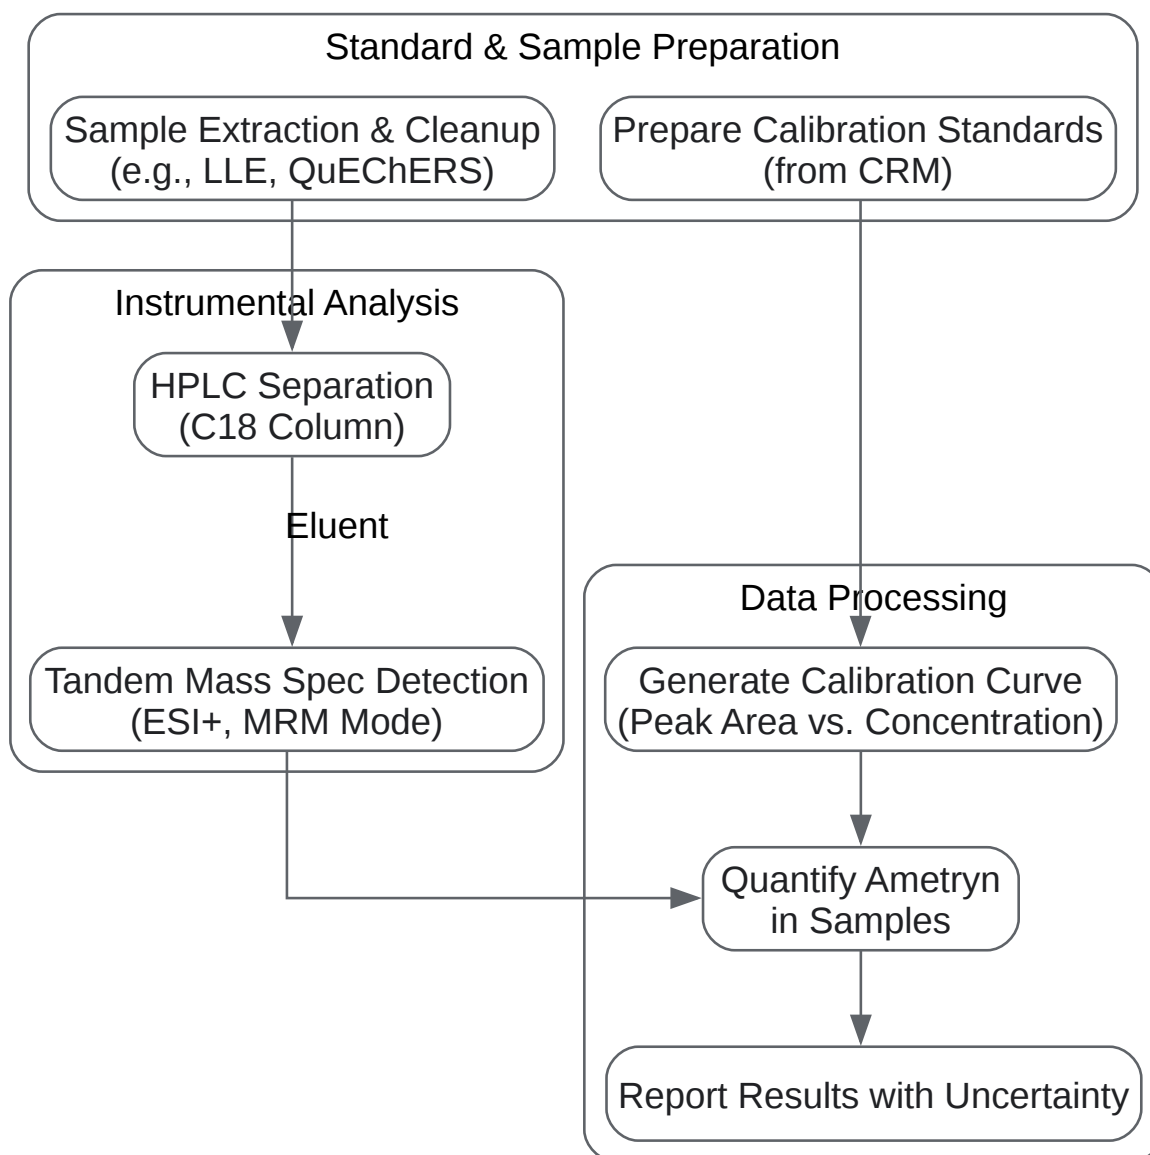 Standard & Sample Preparation
Sample Extraction & Cleanup
(e.g., LLE, QuEChERS)
Prepare Calibration Standards
(from CRM)
Instrumental Analysis
HPLC Separation
(C18 Column)
Eluent
Tandem Mass Spec Detection
(ESI+, MRM Mode)
Data Processing
Generate Calibration Curve
(Peak Area vs. Concentration)
Quantify Ametryn
in Samples
Report Results with Uncertainty